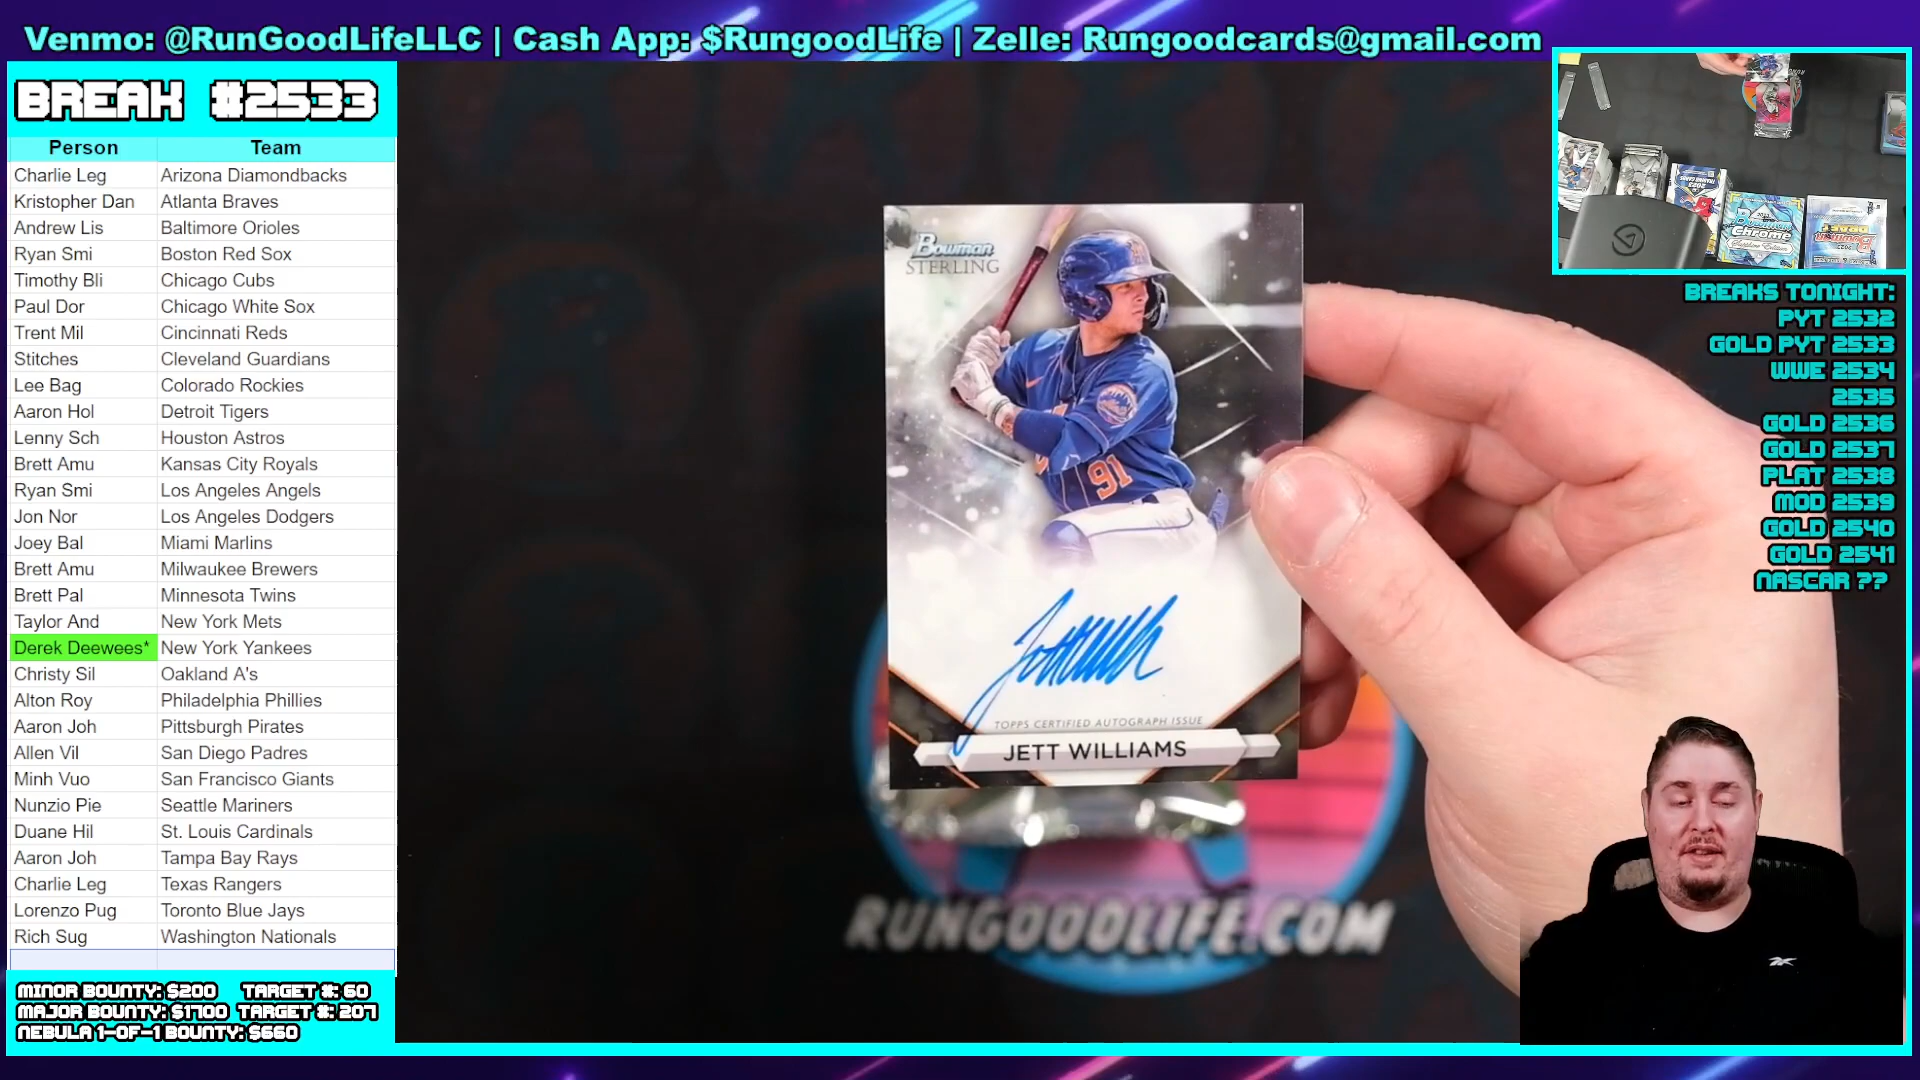 Venmo: @RunGoodLifeLLC | Cash App: $RungoodLife | Zelle: Rungoodcards@gmail.com
BREAK #2533
Person Team
Charlie Leg Arizona Diamondbacks
Kristopher Dan Atlanta Braves
Andrew Lis Baltimore Orioles
Ryan Smi Boston Red Sox
Timothy Bli Chicago Cubs
Paul Dor Chicago White Sox
Trent Mil Cincinnati Reds
Stitches Cleveland Guardians
Lee Bag Colorado Rockies
Aaron Hol Detroit Tigers
Lenny Sch Houston Astros
Brett Amu Kansas City Royals
Ryan Smi Los Angeles Angels
Jon Nor Los Angeles Dodgers
Joey Bal Miami Marlins
Brett Amu Milwaukee Brewers
Brett Pal Minnesota Twins
Taylor And New York Mets
Derek Deewees* New York Yankees
Christy Sil Oakland A's
Alton Roy Philadelphia Phillies
Aaron Joh Pittsburgh Pirates
Allen Vil San Diego Padres
Minh Vuo San Francisco Giants
Nunzio Pie Seattle Mariners
Duane Hil St. Louis Cardinals
Aaron Joh Tampa Bay Rays
Charlie Leg Texas Rangers
Lorenzo Pug Toronto Blue Jays
Rich Sug Washington Nationals
MINOR BOUNTY: $200 TARGET #: 60
MAJOR BOUNTY: $1700 TARGET #: 207
NEBULA 1-OF-1 BOUNTY: $660
Bowman
STERLING
91
TOPPS CERTIFIED AUTOGRAPH ISSUE
JETT WILLIAMS
RUNGOODLIFE.COM
Bowman
Chrome
Sapphire Edition
BREAKS TONIGHT:
PYT 2532
GOLD PYT 2533
WWE 2534
2535
GOLD 2536
GOLD 2537
PLAT 2538
MOD 2539
GOLD 2540
GOLD 2541
NASCAR ??